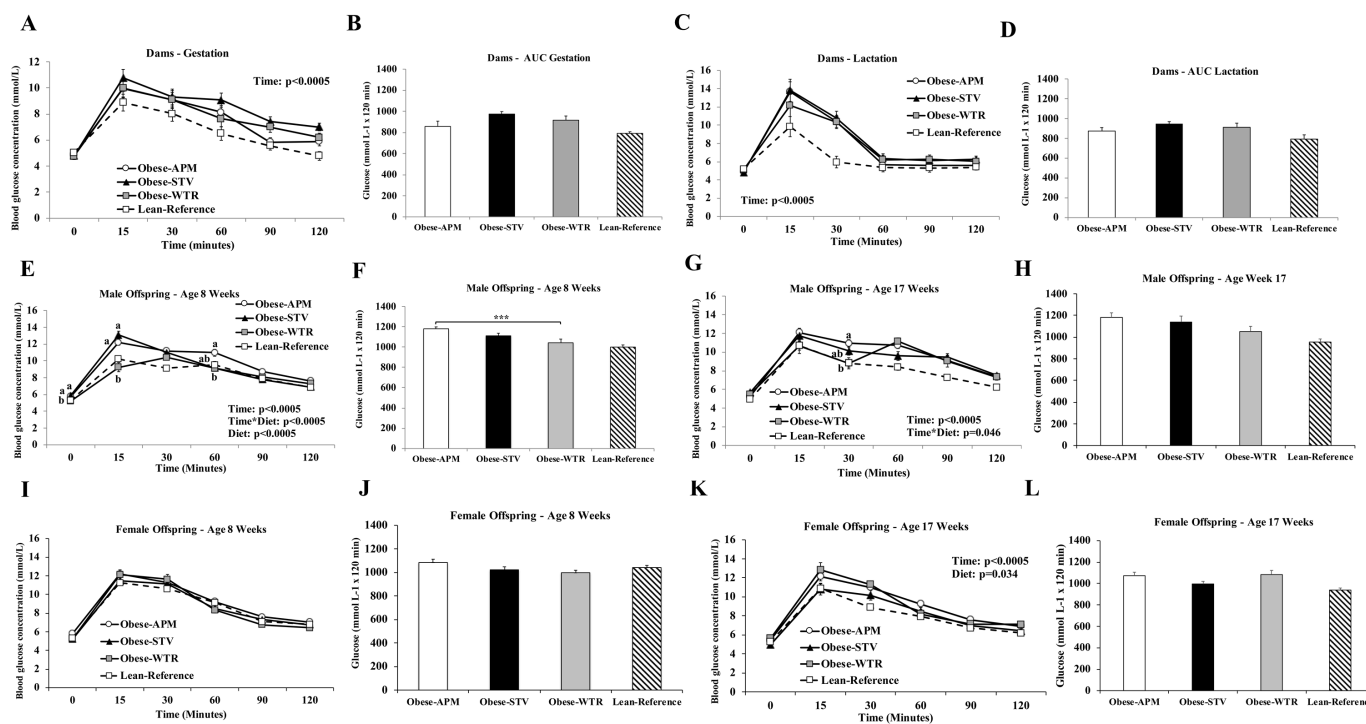 A
Dams - Gestation
Blood glucose concentration (mmol/L)
12
10
8
6
4
2
0
Time: p<0.0005
Obese-APM
Obese-STV
Obese-WTR
Lean-Reference
0 15 30 60 90 120
Time (Minutes)
B
Dams - AUC Gestation
Glucose (mmol L-1 x 120 min)
1400
1200
1000
800
600
400
200
0
Obese-APM Obese-STV Obese-WTR Lean-Reference
C
Dams - Lactation
Blood glucose concentration (mmol/L)
16
14
12
10
8
6
4
2
0
Obese-APM
Obese-STV
Obese-WTR
Lean-Reference
Time: p<0.0005
0 15 30 60 90 120
Time (Minutes)
D
Dams - AUC Lactation
Glucose (mmol L-1 x 120 min)
1400
1200
1000
800
600
400
200
0
Obese-APM Obese-STV Obese-WTR Lean-Reference
E
Male Offspring - Age 8 Weeks
Blood glucose concentration (mmol/L)
16
14
12
10
8
6
4
2
0
Obese-APM
Obese-STV
Obese-WTR
Lean-Reference
a
a
a
a
b
b
a
ab
b
Time: p<0.0005
Time*Diet: p<0.0005
Diet: p<0.0005
0 15 30 60 90 120
Time (Minutes)
F
Male Offspring - Age 8 Weeks
Glucose (mmol L-1 x 120 min)
1400
1200
1000
800
600
400
200
0
***
Obese-APM Obese-STV Obese-WTR Lean-Reference
G
Male Offspring - Age 17 Weeks
Blood glucose concentration (mmol/L)
16
14
12
10
8
6
4
2
0
a
ab
b
Obese-APM
Obese-STV
Obese-WTR
Lean-Reference
Time: p<0.0005
Time*Diet: p=0.046
0 15 30 60 90 120
Time (Minutes)
H
Male Offspring - Age Week 17
Glucose (mmol L-1 x 120 min)
1400
1200
1000
800
600
400
200
0
Obese-APM Obese-STV Obese-WTR Lean-Reference
I
Female Offspring - Age 8 Weeks
Blood glucose concentration (mmol/L)
16
14
12
10
8
6
4
2
0
Obese-APM
Obese-STV
Obese-WTR
Lean-Reference
0 15 30 60 90 120
Time (Minutes)
J
Female Offspring - Age 8 Weeks
Glucose (mmol L-1 x 120 min)
1400
1200
1000
800
600
400
200
0
Obese-APM Obese-STV Obese-WTR Lean-Reference
K
Female Offspring - Age 17 Weeks
Blood glucose concentration (mmol/L)
16
14
12
10
8
6
4
2
0
Time: p<0.0005
Diet: p=0.034
Obese-APM
Obese-STV
Obese-WTR
Lean-Reference
0 15 30 60 90 120
Time (Minutes)
L
Female Offspring - Age 17 Weeks
Glucose (mmol L-1 x 120 min)
1400
1200
1000
800
600
400
200
0
Obese-APM Obese-STV Obese-WTR Lean-Reference